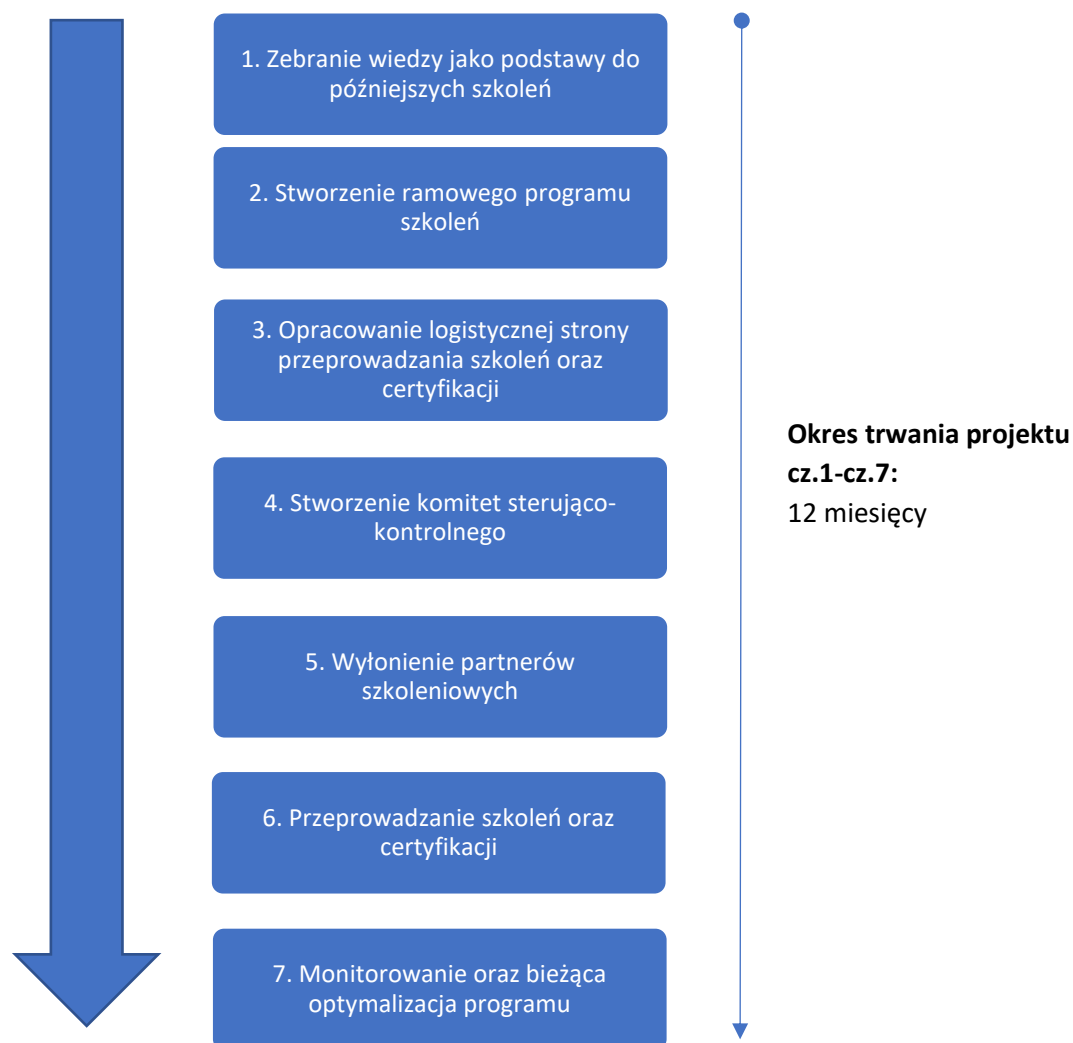 1. Zebranie wiedzy jako podstawy do
późniejszych szkoleń
2. Stworzenie ramowego programu
szkoleń
3. Opracowanie logistycznej strony
przeprowadzania szkoleń oraz
certyfikacji
4. Stworzenie komitet sterująco-
kontrolnego
5. Wyłonienie partnerów
szkoleniowych
6. Przeprowadzanie szkoleń oraz
certyfikacji
7. Monitorowanie oraz bieżąca
optymalizacja programu
Okres trwania projektu
cz.1-cz.7:
12 miesięcy